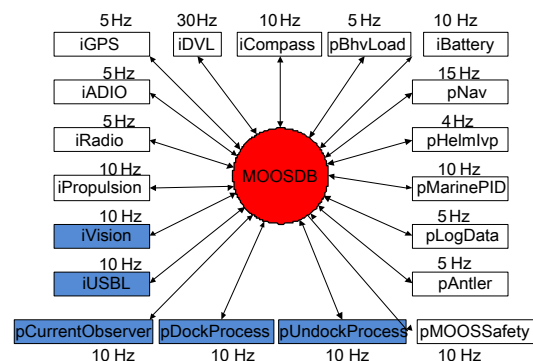 5 Hz 30 Hz 10 Hz 5 Hz 10 Hz
iGPS iDVL iCompass pBhvLoad iBattery
5 Hz 15 Hz
iADIO pNav
5 Hz 4 Hz
iRadio pHelmIvp
10 Hz 10 Hz
iPropulsion MOOSDB pMarinePID
10 Hz 5 Hz
iVision pLogData
10 Hz 5 Hz
iUSBL pAntler
pCurrentObserver pDockProcess pUndockProcess pMOOSSafety
10 Hz 10 Hz 10 Hz 10 Hz